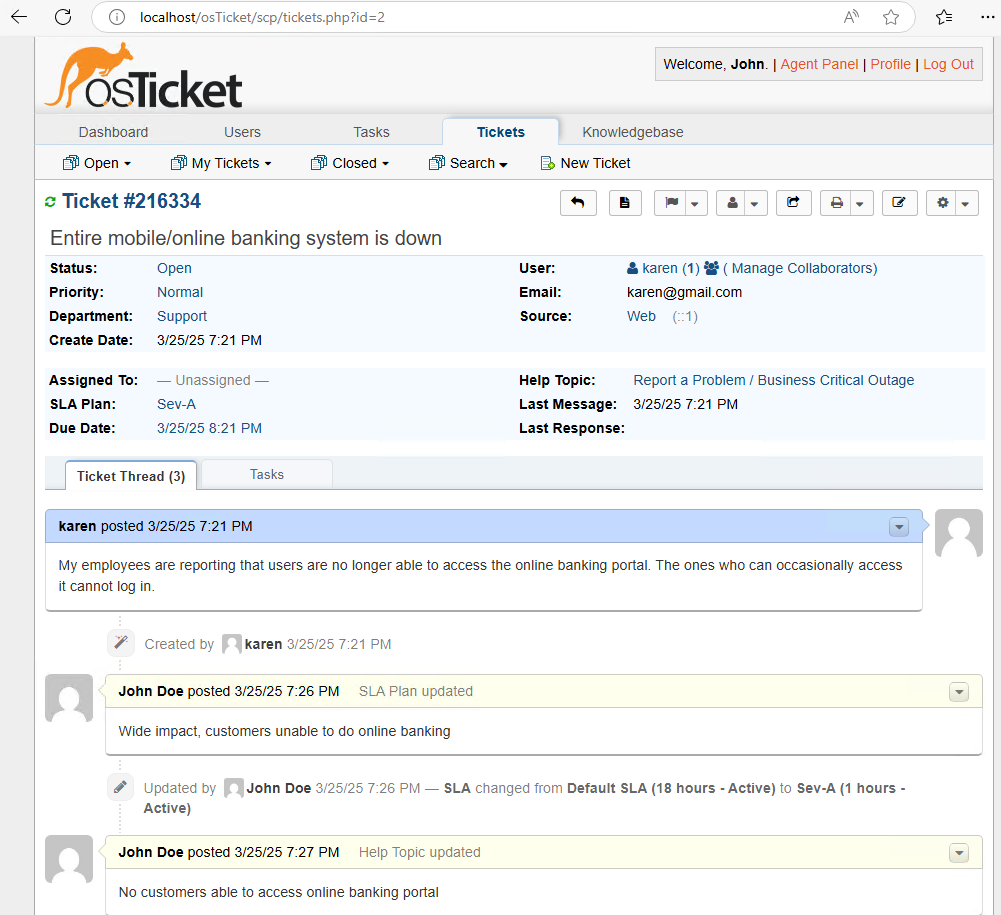 localhost/osTicket/scp/tickets.php?id=2
osTicket
Welcome, John. | Agent Panel | Profile | Log Out
Dashboard Users Tasks Tickets Knowledgebase
Open My Tickets Closed Search New Ticket
Ticket #216334
Entire mobile/online banking system is down
Status: Open User: karen (1) ( Manage Collaborators)
Priority: Normal Email: karen@gmail.com
Department: Support Source: Web (::1)
Create Date: 3/25/25 7:21 PM
Assigned To: — Unassigned — Help Topic: Report a Problem / Business Critical Outage
SLA Plan: Sev-A Last Message: 3/25/25 7:21 PM
Due Date: 3/25/25 8:21 PM Last Response:
Ticket Thread (3) Tasks
karen posted 3/25/25 7:21 PM
My employees are reporting that users are no longer able to access the online banking portal. The ones who can occasionally access
it cannot log in.
Created by karen 3/25/25 7:21 PM
John Doe posted 3/25/25 7:26 PM SLA Plan updated
Wide impact, customers unable to do online banking
Updated by John Doe 3/25/25 7:26 PM — SLA changed from Default SLA (18 hours - Active) to Sev-A (1 hours -
Active)
John Doe posted 3/25/25 7:27 PM Help Topic updated
No customers able to access online banking portal